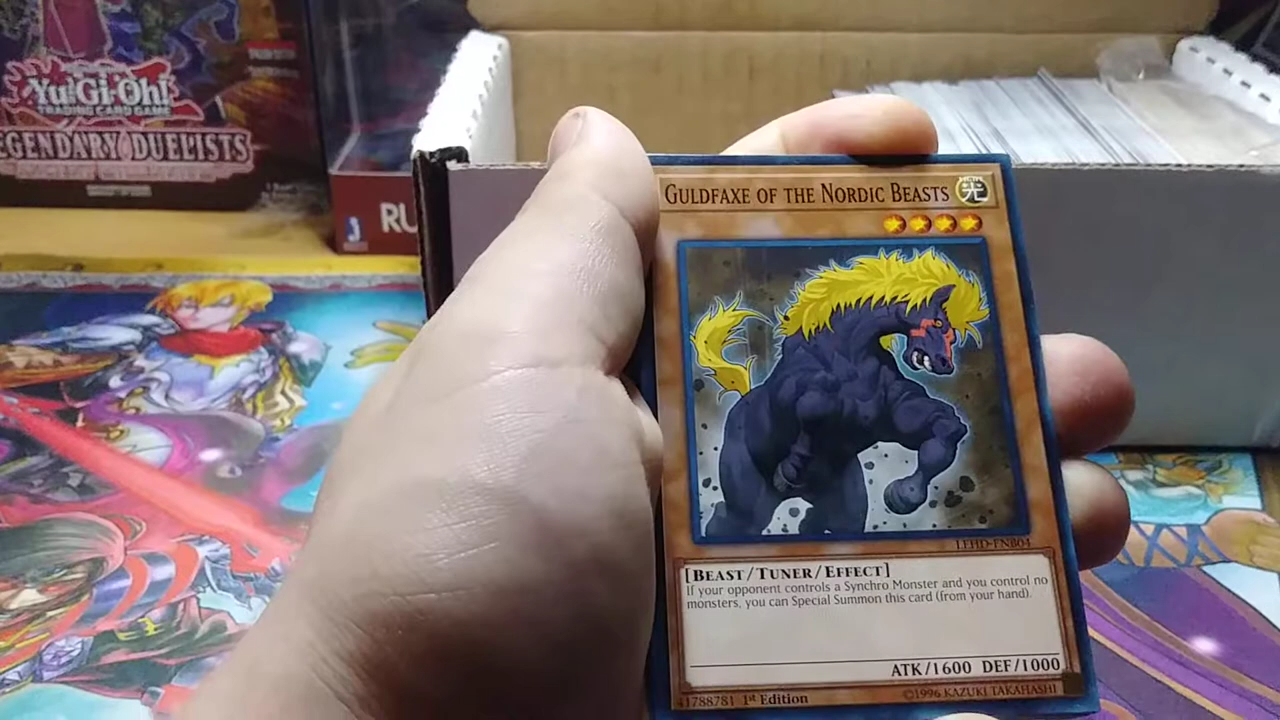 Yu-Gi-Oh!
TRADING CARD GAME
LEGENDARY DUELISTS
RU
GULDFAXE OF THE NORDIC BEASTS
光
LEHD-ENB04
[BEAST/TUNER/EFFECT]
If your opponent controls a Synchro Monster and you control no
monsters, you can Special Summon this card (from your hand).
ATK/1600 DEF/1000
41788781 1st Edition
©1996 KAZUKI TAKAHASHI